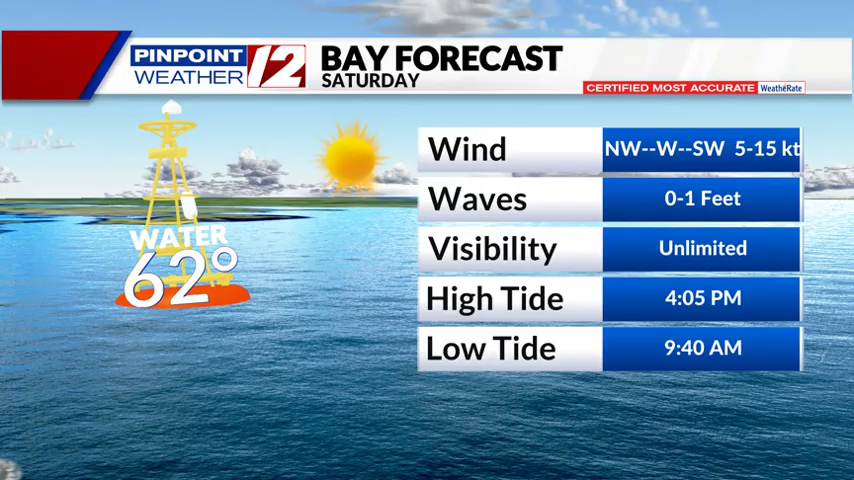 PINPOINT
WEATHER 12
BAY FORECAST
SATURDAY
CERTIFIED MOST ACCURATE WeatheRate
WATER
62°
Wind NW--W--SW 5-15 kt
Waves 0-1 Feet
Visibility Unlimited
High Tide 4:05 PM
Low Tide 9:40 AM